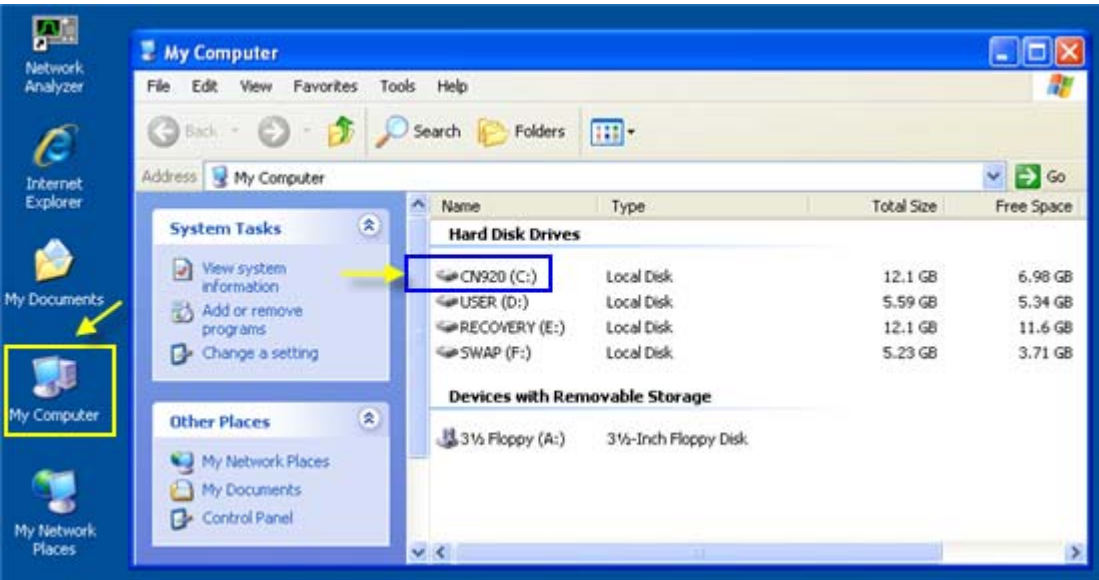 Network
Analyzer
Internet
Explorer
My Documents
My Computer
My Network
Places
My Computer
File Edit View Favorites Tools Help
Back Search Folders
Address My Computer Go
System Tasks
View system
information
Add or remove
programs
Change a setting
Other Places
My Network Places
My Documents
Control Panel
Name Type Total Size Free Space
Hard Disk Drives
CN920 (C:) Local Disk 12.1 GB 6.98 GB
USER (D:) Local Disk 5.59 GB 5.34 GB
RECOVERY (E:) Local Disk 12.1 GB 11.6 GB
SWAP (F:) Local Disk 5.23 GB 3.71 GB
Devices with Removable Storage
3½ Floppy (A:) 3½-Inch Floppy Disk